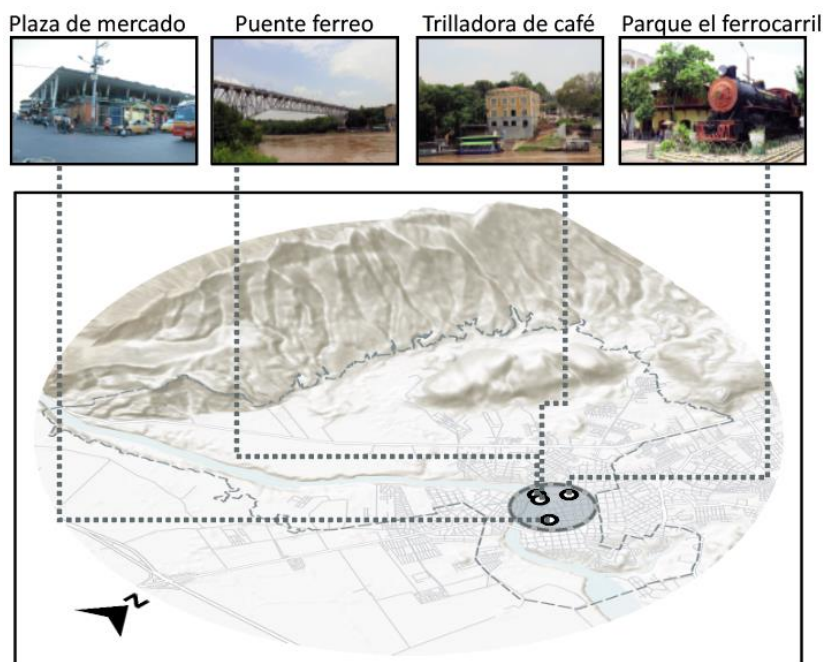 Plaza de mercado
Puente ferreo
Trilladora de café
Parque el ferrocarril
N